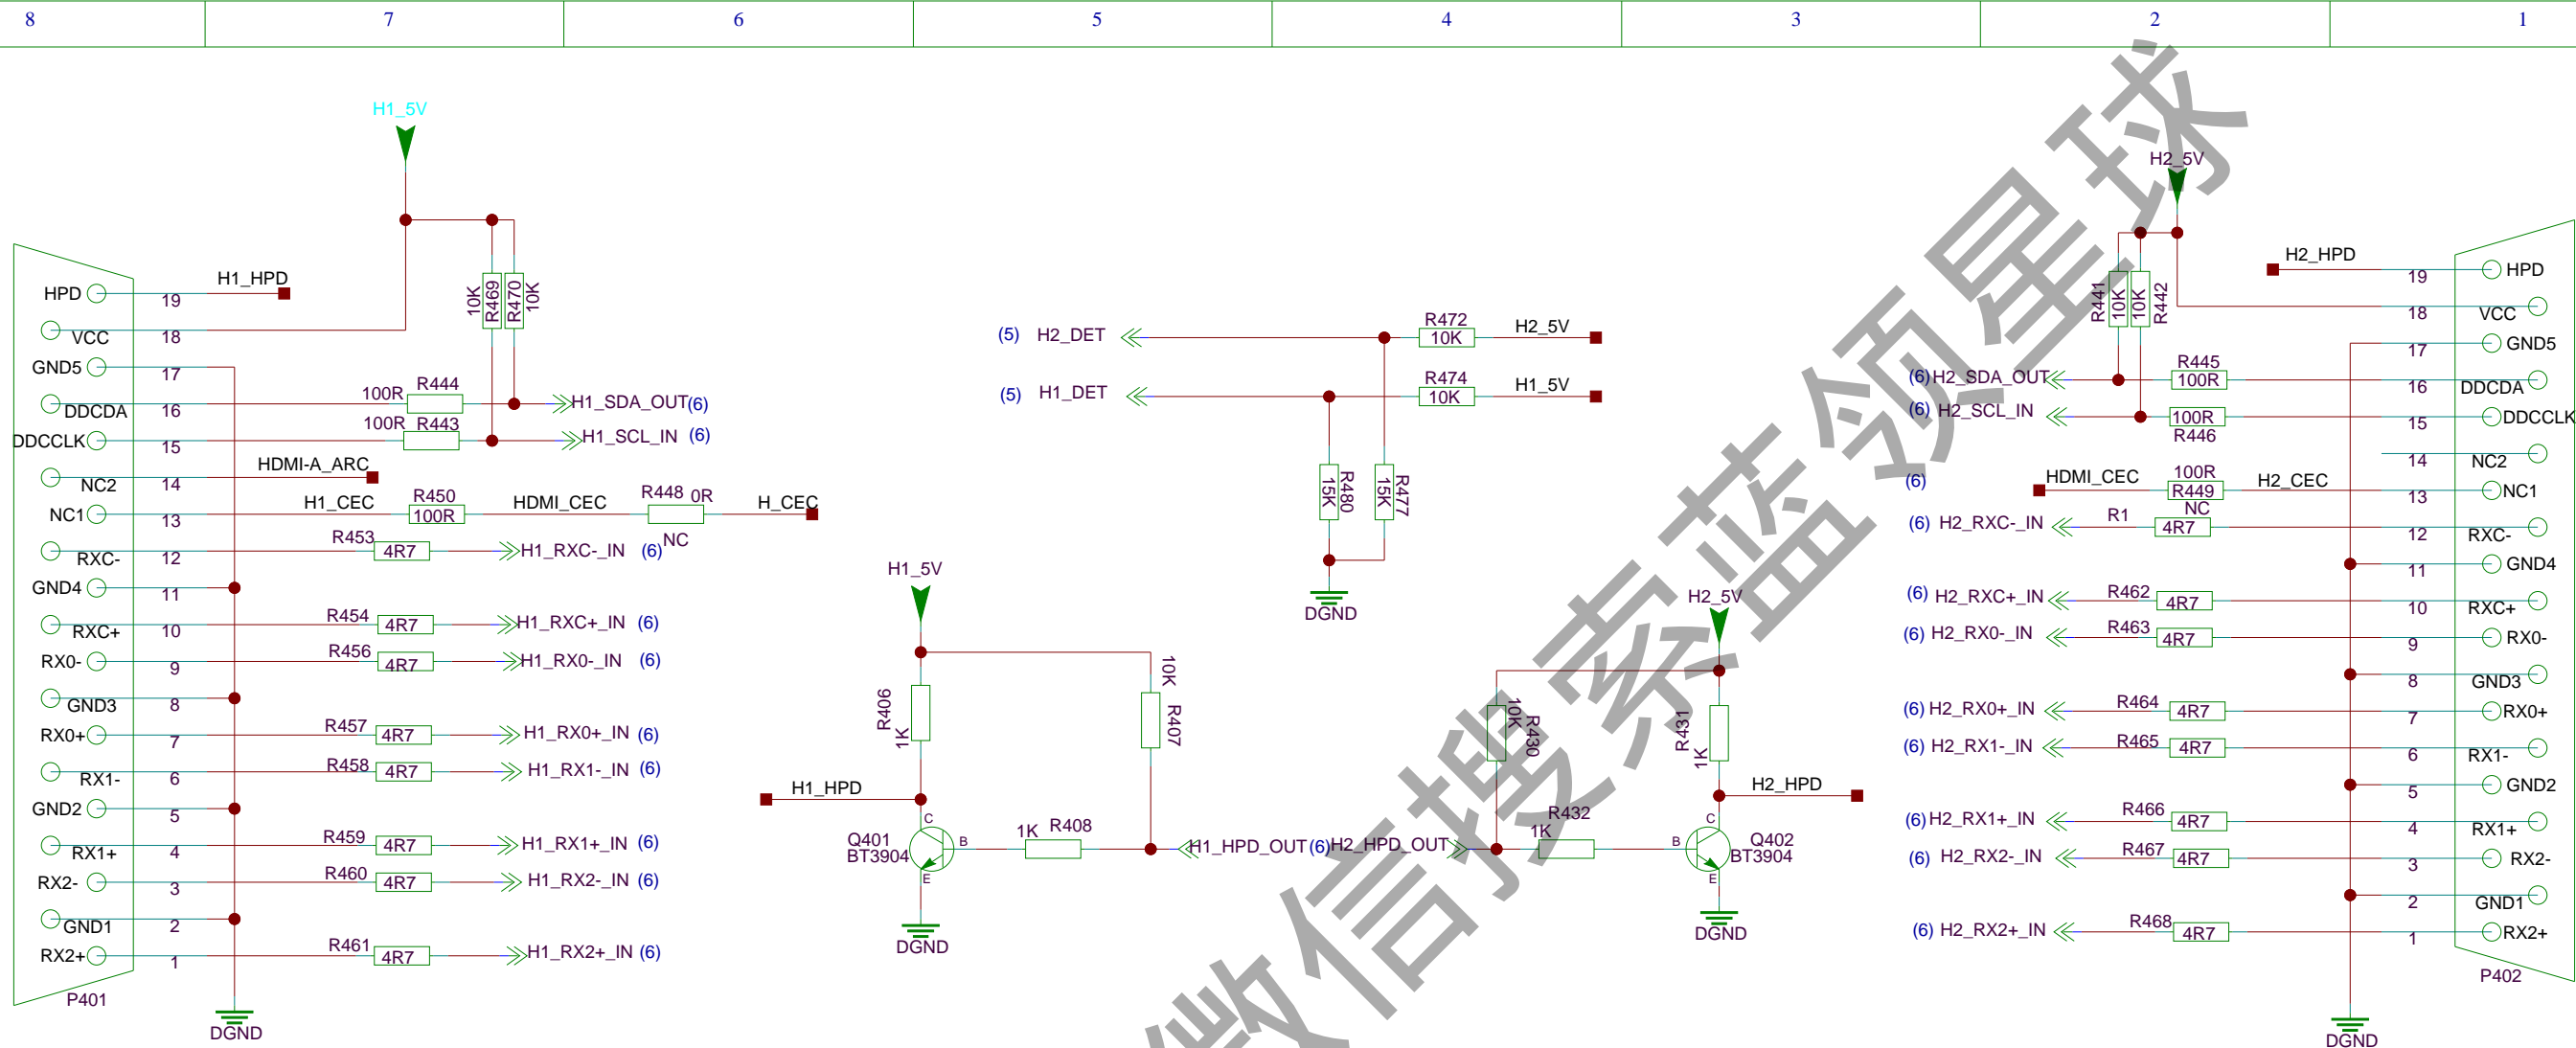 8 7 6 5 4 3 2 1
H1_5V
HPD 19 H1_HPD
VCC 18
10K R469 R470 10K
GND5 17
DDCDA 16 100R R444 H1_SDA_OUT (6)
DDCCLK 15 100R R443 H1_SCL_IN (6)
NC2 14 HDMI-A_ARC
NC1 13 H1_CEC R450 100R HDMI_CEC R448 0R NC H_CEC
RXC- 12 R453 4R7 H1_RXC-_IN (6)
GND4 11
RXC+ 10 R454 4R7 H1_RXC+_IN (6)
RX0- 9 R456 4R7 H1_RX0-_IN (6)
GND3 8
RX0+ 7 R457 4R7 H1_RX0+_IN (6)
RX1- 6 R458 4R7 H1_RX1-_IN (6)
GND2 5
RX1+ 4 R459 4R7 H1_RX1+_IN (6)
RX2- 3 R460 4R7 H1_RX2-_IN (6)
GND1 2
RX2+ 1 R461 4R7 H1_RX2+_IN (6)
P401
DGND
(5) H2_DET R472 10K H2_5V
(5) H1_DET R474 10K H1_5V
15K R480 15K R477
DGND
H1_5V
R406 1K 10K R407
H1_HPD
Q401 BT3904 C B E 1K R408 H1_HPD_OUT (6)
DGND
H2_5V
10K R430 R431 1K
H2_HPD
H2_HPD_OUT 1K R432 B C E Q402 BT3904
DGND
H2_5V
R441 10K 10K R442
H2_HPD 19 HPD
18 VCC
17 GND5
(6) H2_SDA_OUT R445 100R 16 DDCDA
(6) H2_SCL_IN 100R R446 15 DDCCLK
14 NC2
(6) HDMI_CEC 100R R449 NC H2_CEC 13 NC1
(6) H2_RXC-_IN R1 4R7 12 RXC-
11 GND4
(6) H2_RXC+_IN R462 4R7 10 RXC+
(6) H2_RX0-_IN R463 4R7 9 RX0-
8 GND3
(6) H2_RX0+_IN R464 4R7 7 RX0+
(6) H2_RX1-_IN R465 4R7 6 RX1-
5 GND2
(6) H2_RX1+_IN R466 4R7 4 RX1+
(6) H2_RX2-_IN R467 4R7 3 RX2-
2 GND1
(6) H2_RX2+_IN R468 4R7 1 RX2+
P402
DGND
微信搜索蓝领星球